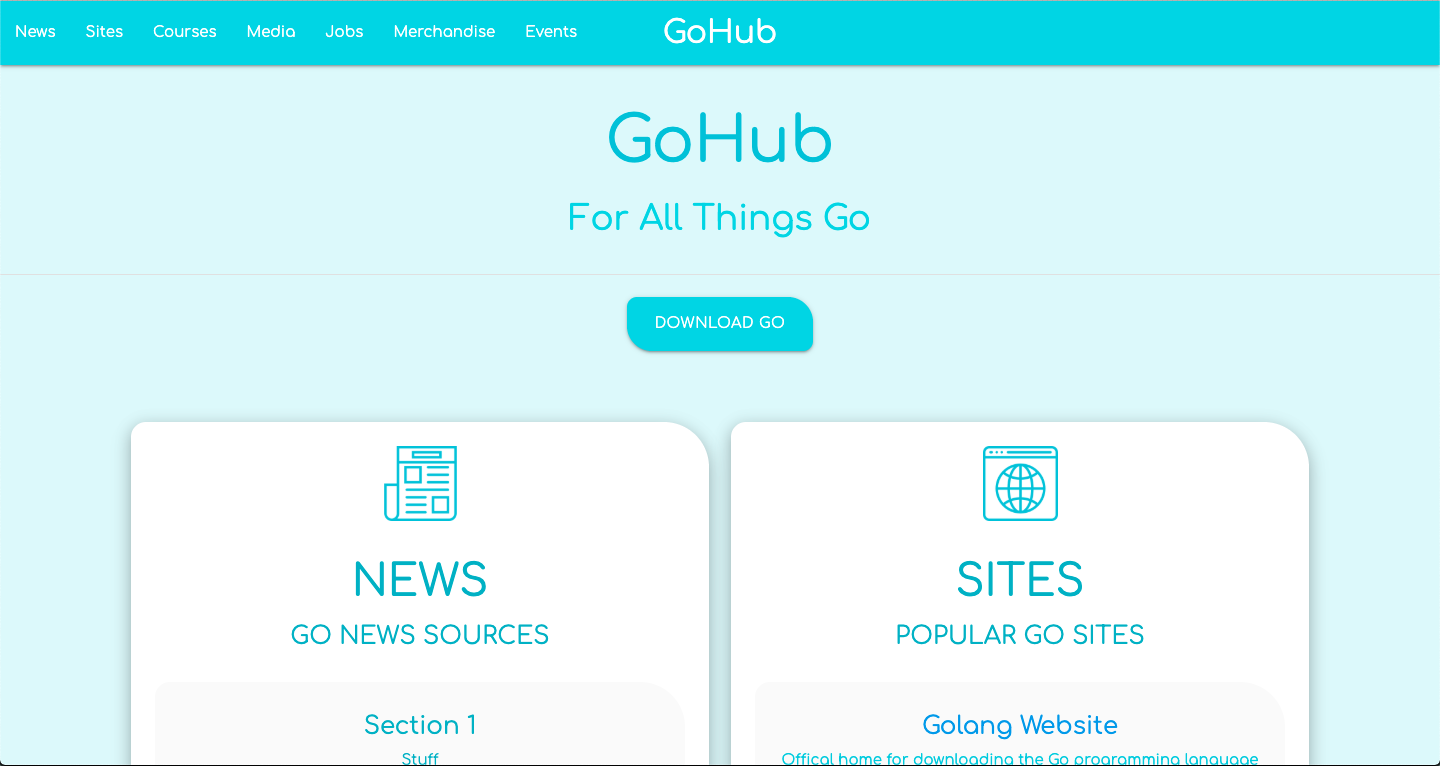 News Sites Courses Media Jobs Merchandise Events GoHub
GoHub
For All Things Go
DOWNLOAD GO
NEWS
GO NEWS SOURCES
Section 1
Stuff
SITES
POPULAR GO SITES
Golang Website
Offical home for downloading the Go programming language